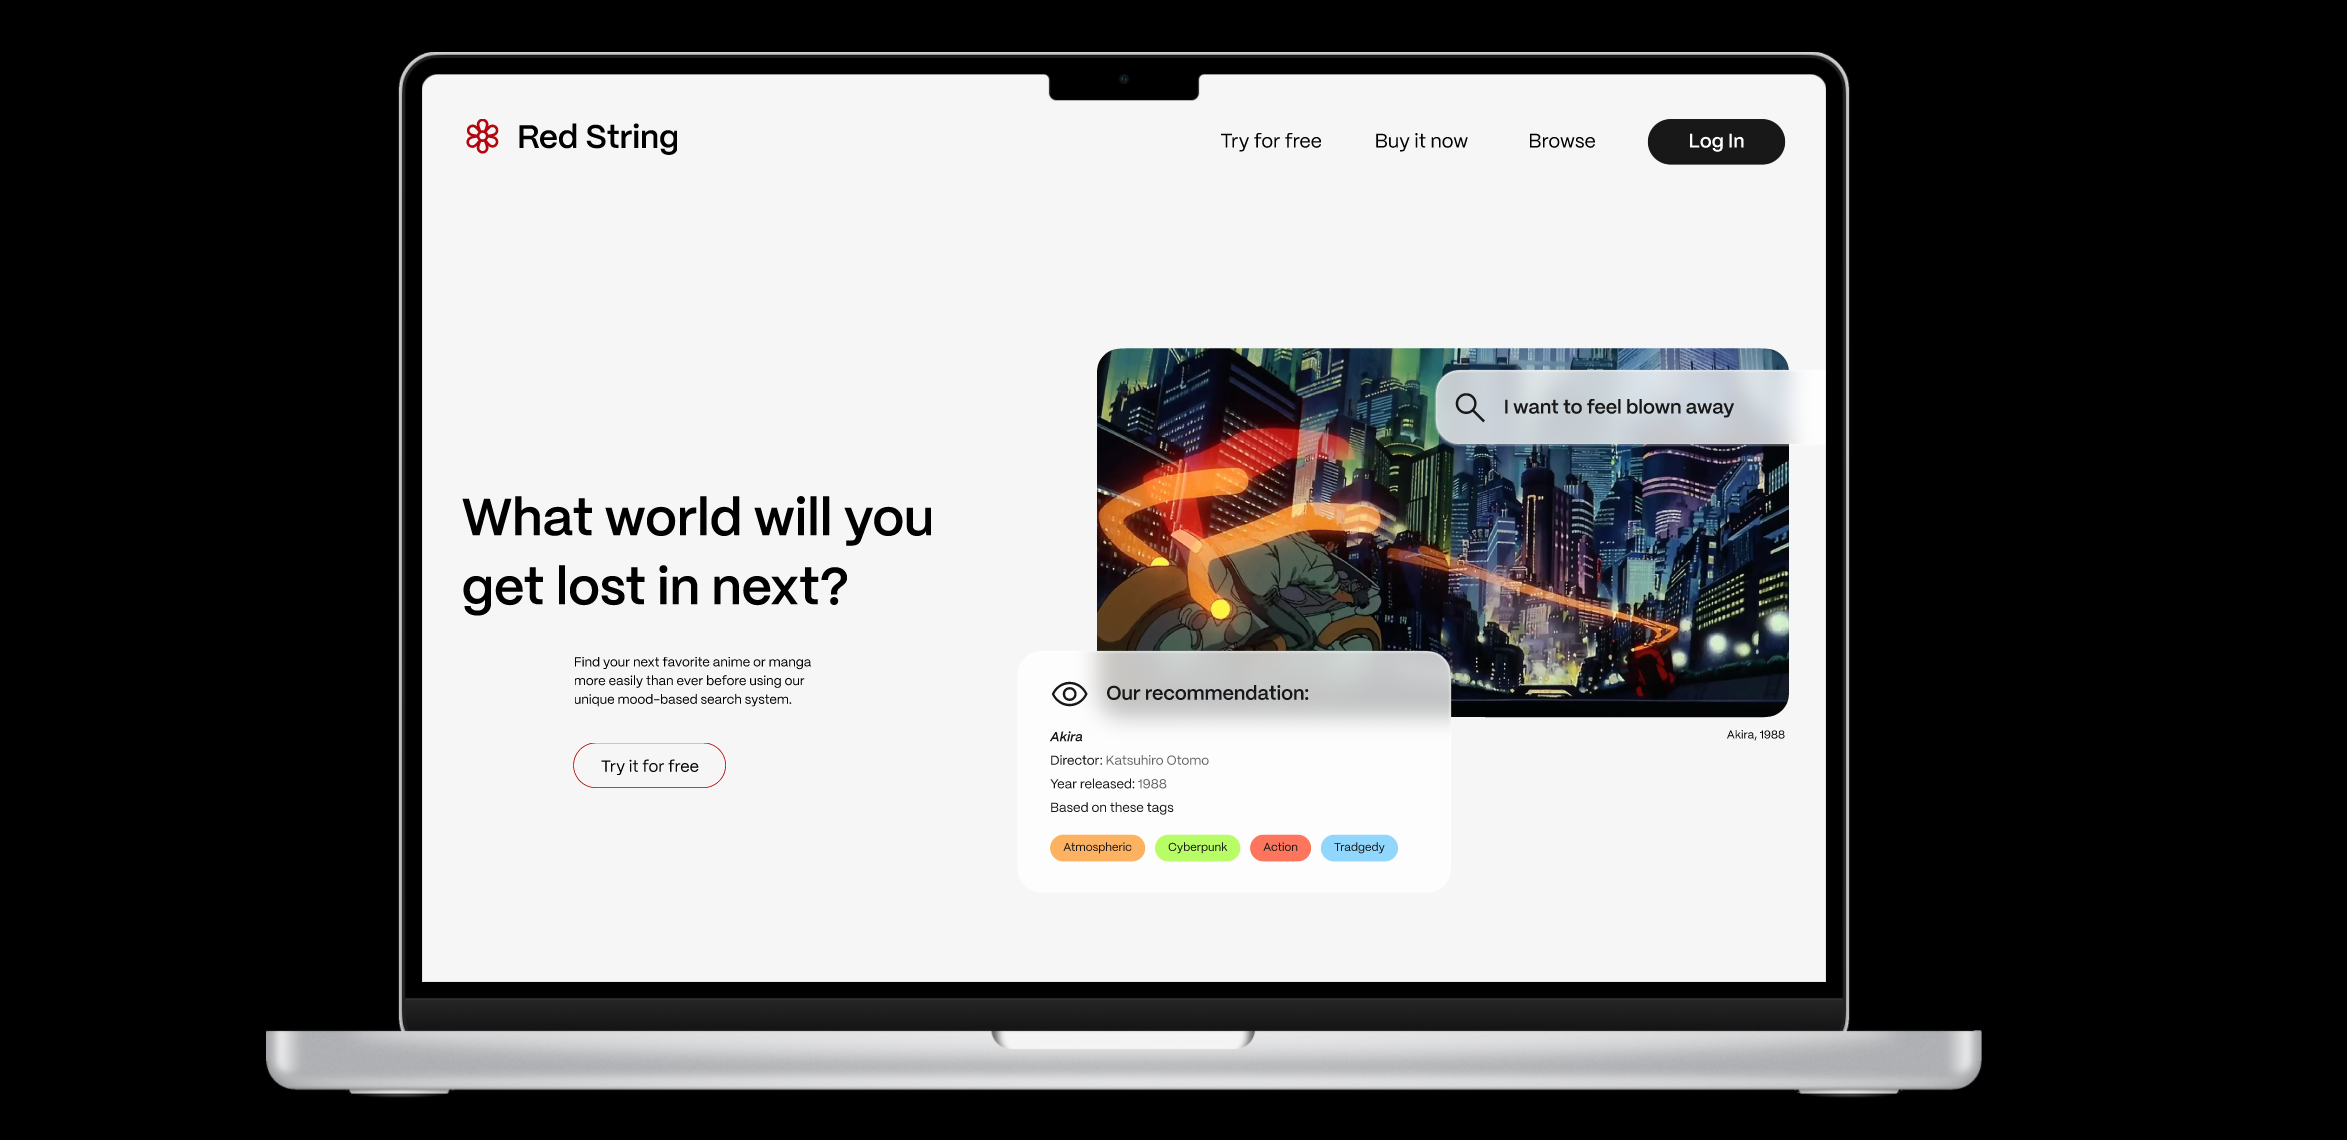 Red String
Try for free
Buy it now
Browse
Log In
I want to feel blown away
What world will you
get lost in next?
Find your next favorite anime or manga
more easily than ever before using our
unique mood-based search system.
Try it for free
Our recommendation:
Akira
Director: Katsuhiro Otomo
Year released: 1988
Based on these tags
Atmospheric
Cyberpunk
Action
Tradgedy
Akira, 1988